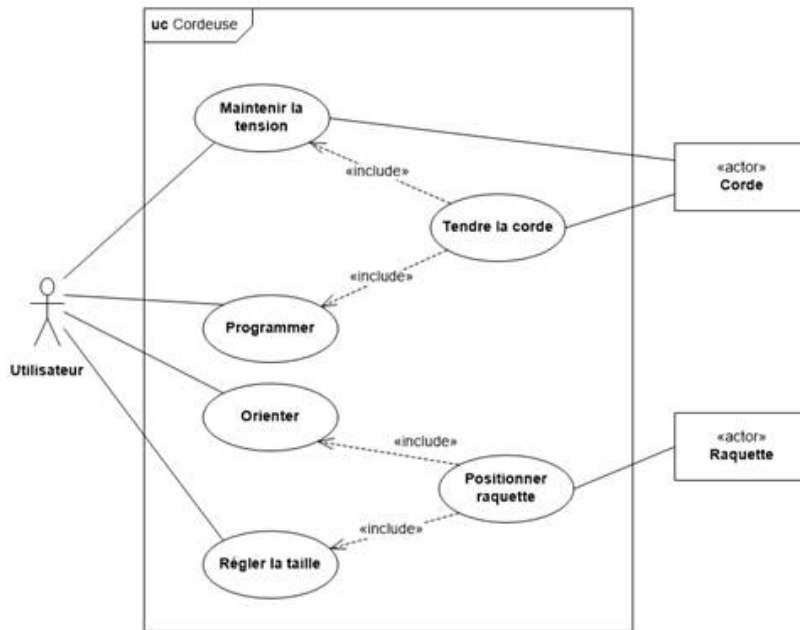 uc Cordeuse
Maintenir la
tension
«include»
«actor»
Corde
Tendre la corde
«include»
Programmer
Utilisateur
Orienter
«include»
«actor»
Raquette
Positionner
raquette
«include»
Régler la taille